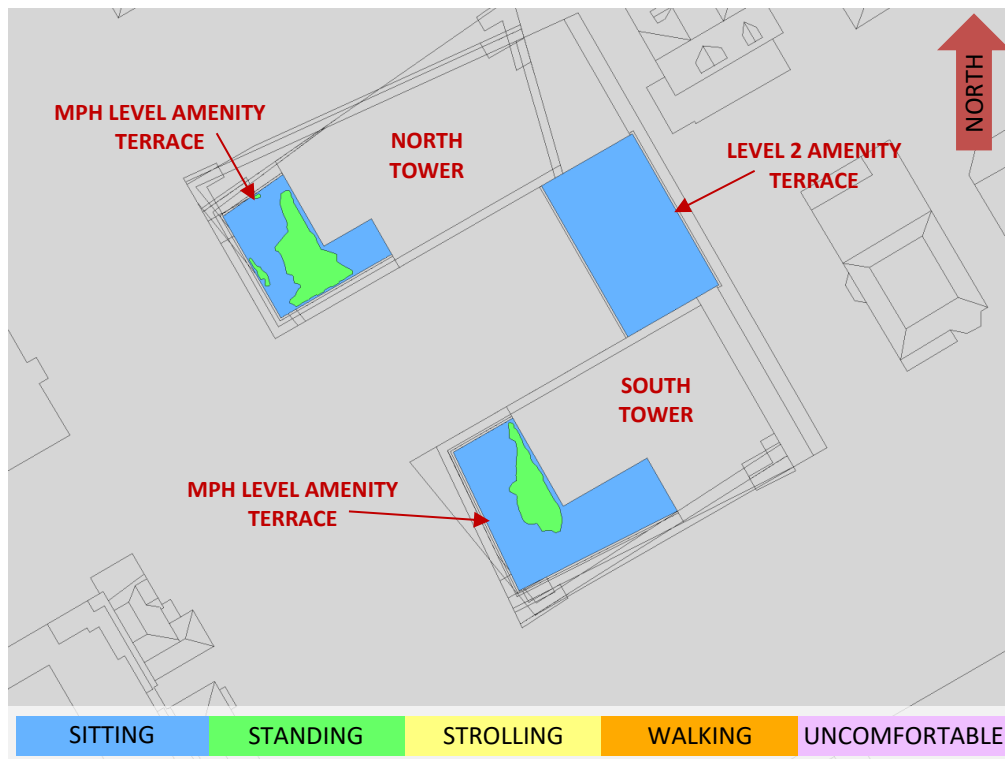 NORTH
MPH LEVEL AMENITY
TERRACE
NORTH
TOWER
LEVEL 2 AMENITY
TERRACE
SOUTH
TOWER
MPH LEVEL AMENITY
TERRACE
SITTING
STANDING
STROLLING
WALKING
UNCOMFORTABLE